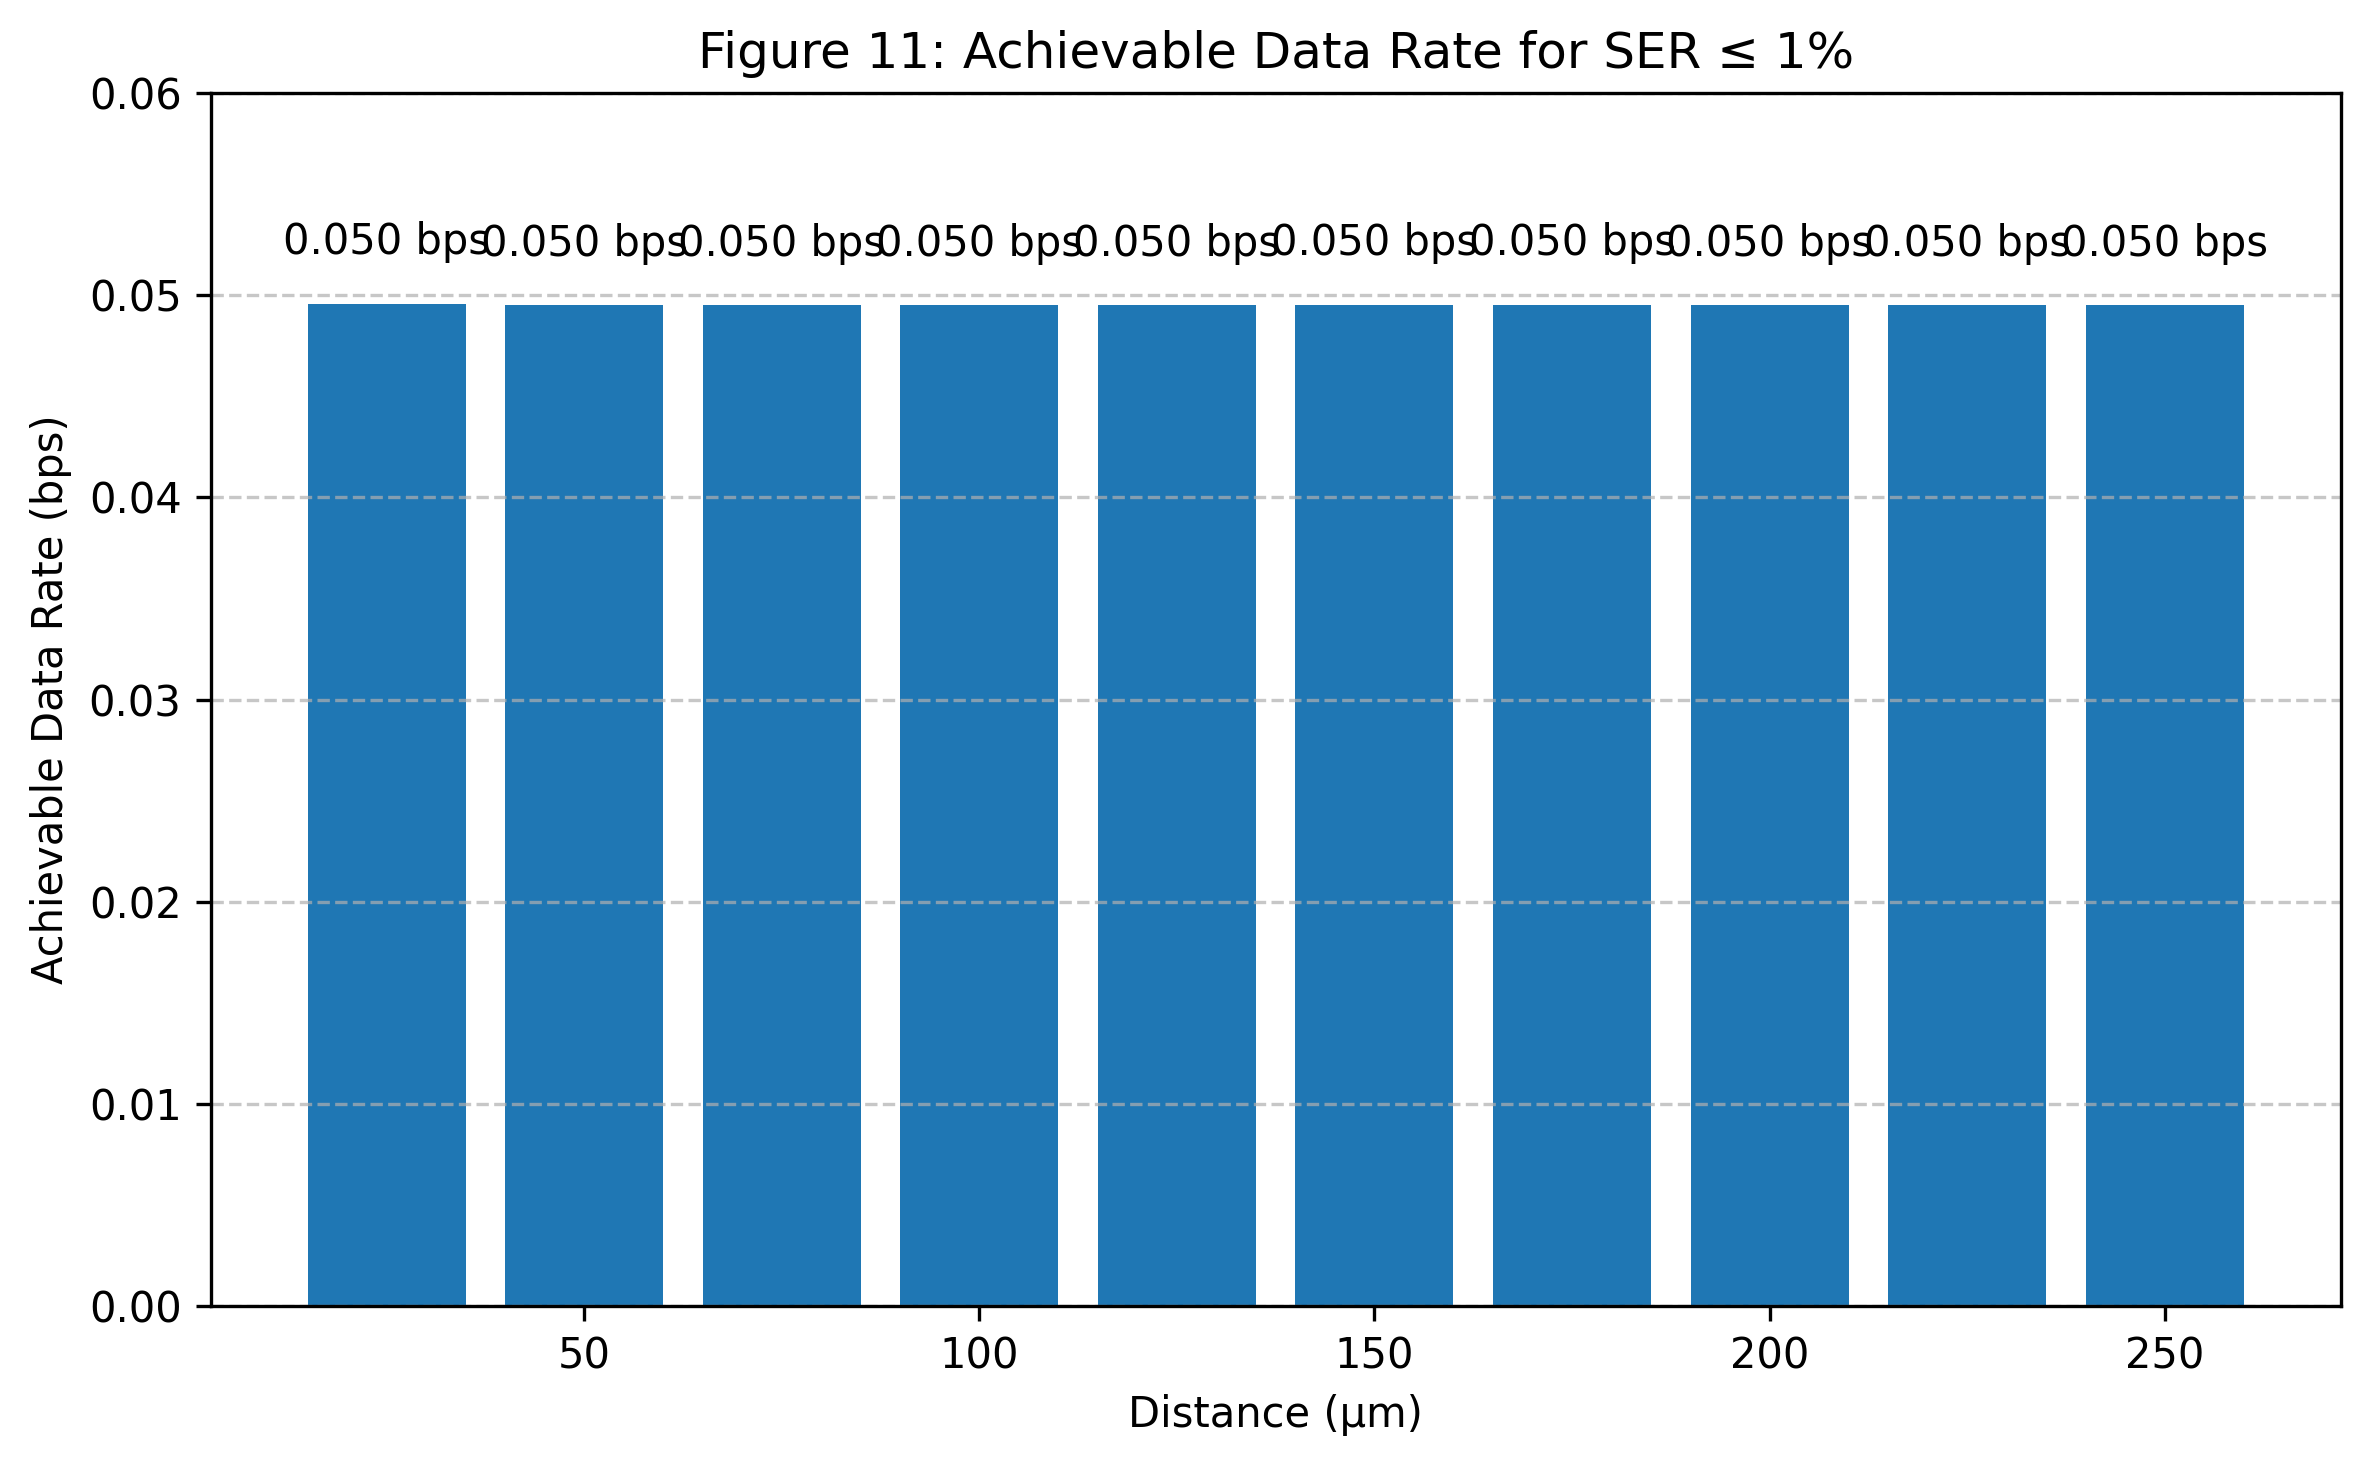 Figure 11: Achievable Data Rate for SER ≤ 1%
0.06
0.050 bps 0.050 bps 0.050 bps 0.050 bps 0.050 bps 0.050 bps 0.050 bps 0.050 bps 0.050 bps 0.050 bps
0.05
0.04
0.03
0.02
0.01
0.00
Achievable Data Rate (bps)
50 100 150 200 250
Distance (μm)